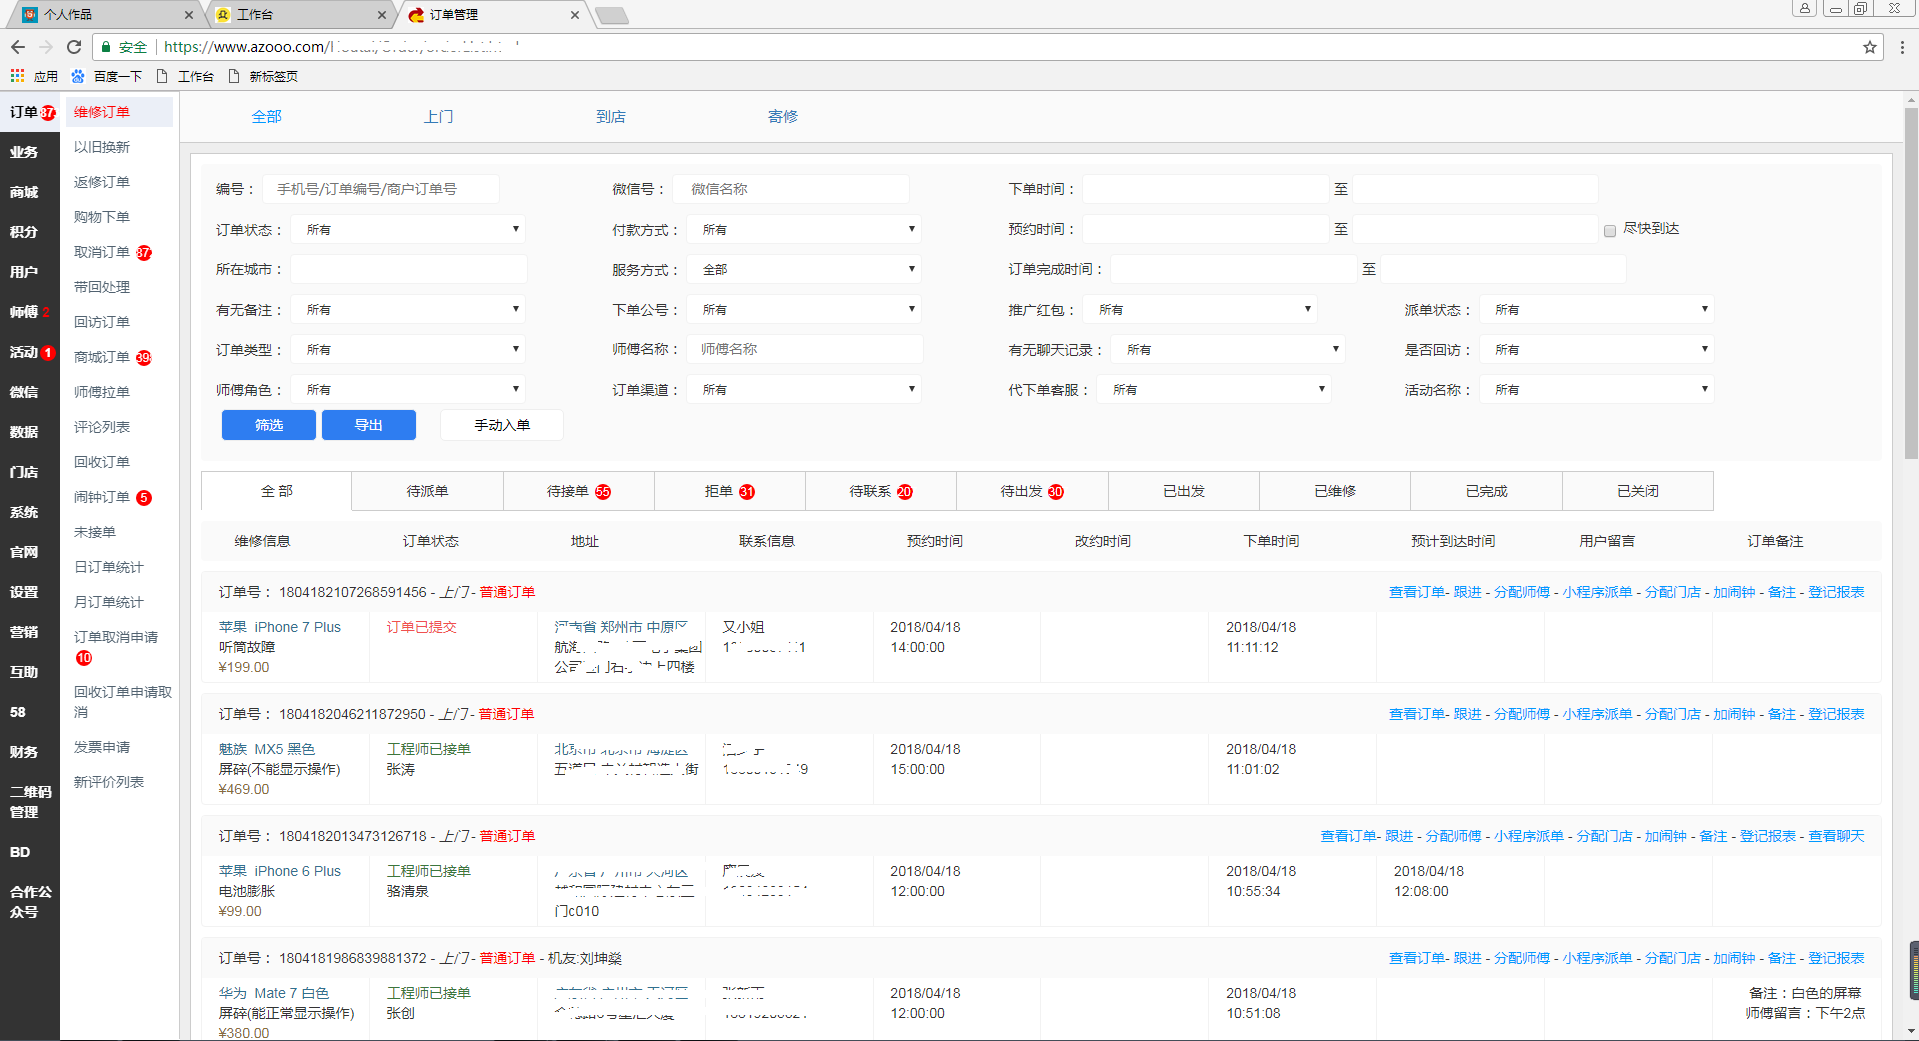 个人作品
工作台
订单管理
安全 https://www.azooo.com/
应用 百度一下 工作台 新标签页
订单 87
业务
商城
积分
用户
师傅 2
活动 1
微信
数据
门店
系统
官网
设置
营销
互助
58
财务
二维码
管理
BD
合作公
众号
维修订单
以旧换新
返修订单
购物下单
取消订单 87
带回处理
回访订单
商城订单 39
师傅拉单
评论列表
回收订单
闹钟订单 5
未接单
日订单统计
月订单统计
订单取消申请
10
回收订单申请取
消
发票申请
新评价列表
全部 上门 到店 寄修
编号： 手机号/订单编号/商户订单号 微信号： 微信名称 下单时间： 至
订单状态： 所有 付款方式： 所有 预约时间： 至 尽快到达
所在城市： 服务方式： 全部 订单完成时间： 至
有无备注： 所有 下单公号： 所有 推广红包： 所有 派单状态： 所有
订单类型： 所有 师傅名称： 师傅名称 有无聊天记录： 所有 是否回访： 所有
师傅角色： 所有 订单渠道： 所有 代下单客服： 所有 活动名称： 所有
筛选 导出 手动入单
全 部 待派单 待接单 55 拒单 31 待联系 20 待出发 30 已出发 已维修 已完成 已关闭
维修信息 订单状态 地址 联系信息 预约时间 改约时间 下单时间 预计到达时间 用户留言 订单备注
订单号： 1804182107268591456 - 上门 - 普通订单 查看订单- 跟进 - 分配师傅 - 小程序派单 - 分配门店 - 加闹钟 - 备注 - 登记报表
苹果 iPhone 7 Plus 订单已提交 河南省 郑州市 中原区 又小姐 2018/04/18 2018/04/18
听筒故障 14:00:00 11:11:12
¥199.00 上四楼
订单号： 1804182046211872950 - 上门 - 普通订单 查看订单- 跟进 - 分配师傅 - 小程序派单 - 分配门店 - 加闹钟 - 备注 - 登记报表
魅族 MX5 黑色 工程师已接单 北京市 北京市 海淀区 2018/04/18 2018/04/18
屏碎(不能显示操作) 张涛 15:00:00 11:01:02
¥469.00
订单号： 1804182013473126718 - 上门 - 普通订单 查看订单- 跟进 - 分配师傅 - 小程序派单 - 分配门店 - 加闹钟 - 备注 - 登记报表 - 查看聊天
苹果 iPhone 6 Plus 工程师已接单 广东省 广州市 天河区 2018/04/18 2018/04/18 2018/04/18
电池膨胀 骆清泉 12:00:00 10:55:34 12:08:00
¥99.00 门c010
订单号： 1804181986839881372 - 上门 - 普通订单 - 机友:刘坤燊 查看订单- 跟进 - 分配师傅 - 小程序派单 - 分配门店 - 加闹钟 - 备注 - 登记报表
华为 Mate 7 白色 工程师已接单 广东省 广州市 天河区 2018/04/18 2018/04/18 备注：白色的屏幕
屏碎(能正常显示操作) 张创 12:00:00 10:51:08 师傅留言：下午2点
¥380.00